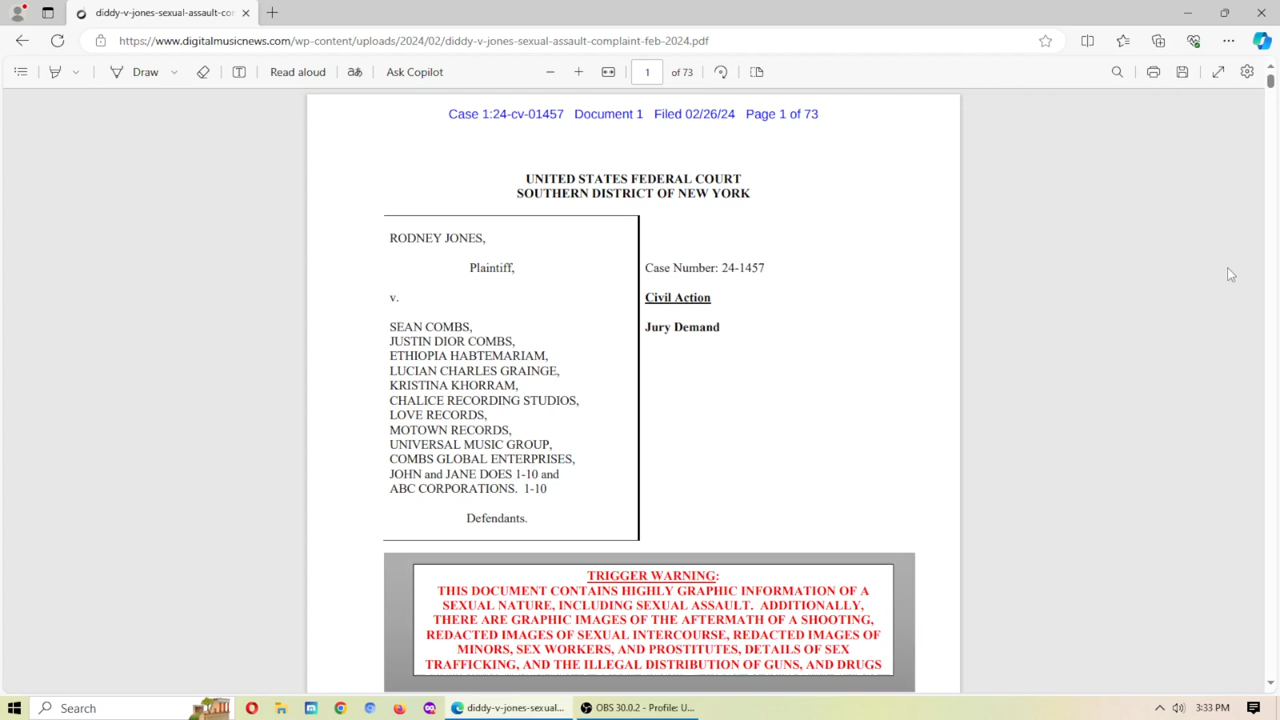 diddy-v-jones-sexual-assault-com
https://www.digitalmusicnews.com/wp-content/uploads/2024/02/diddy-v-jones-sexual-assault-complaint-feb-2024.pdf
Draw Read aloud Ask Copilot 1 of 73
Case 1:24-cv-01457 Document 1 Filed 02/26/24 Page 1 of 73
UNITED STATES FEDERAL COURT
SOUTHERN DISTRICT OF NEW YORK
RODNEY JONES,
Plaintiff,
v.
SEAN COMBS,
JUSTIN DIOR COMBS,
ETHIOPIA HABTEMARIAM,
LUCIAN CHARLES GRAINGE,
KRISTINA KHORRAM,
CHALICE RECORDING STUDIOS,
LOVE RECORDS,
MOTOWN RECORDS,
UNIVERSAL MUSIC GROUP,
COMBS GLOBAL ENTERPRISES,
JOHN and JANE DOES 1-10 and
ABC CORPORATIONS. 1-10
Defendants.
Case Number: 24-1457
Civil Action
Jury Demand
TRIGGER WARNING:
THIS DOCUMENT CONTAINS HIGHLY GRAPHIC INFORMATION OF A
SEXUAL NATURE, INCLUDING SEXUAL ASSAULT. ADDITIONALLY,
THERE ARE GRAPHIC IMAGES OF THE AFTERMATH OF A SHOOTING,
REDACTED IMAGES OF SEXUAL INTERCOURSE, REDACTED IMAGES OF
MINORS, SEX WORKERS, AND PROSTITUTES, DETAILS OF SEX
TRAFFICKING, AND THE ILLEGAL DISTRIBUTION OF GUNS, AND DRUGS
Search diddy-v-jones-sexual... OBS 30.0.2 - Profile: U... 3:33 PM